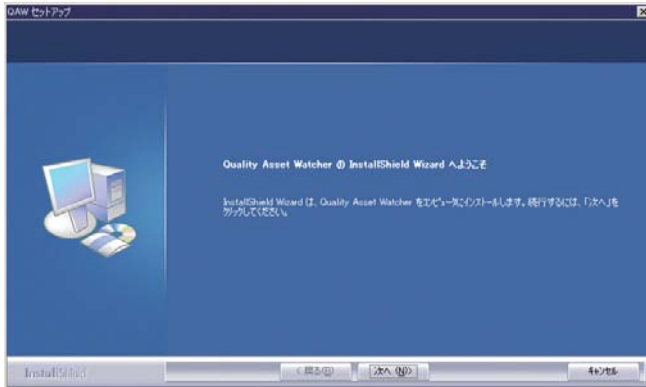 QAW セットアップ
Quality Asset Watcher の InstallShield Wizard へようこそ
InstallShield Wizard は、Quality Asset Watcher をコンピュータにインストールします。続行するには、「次へ」を
クリックしてください。
InstallShield
< 戻る(B)
次へ (N)>
キャンセル